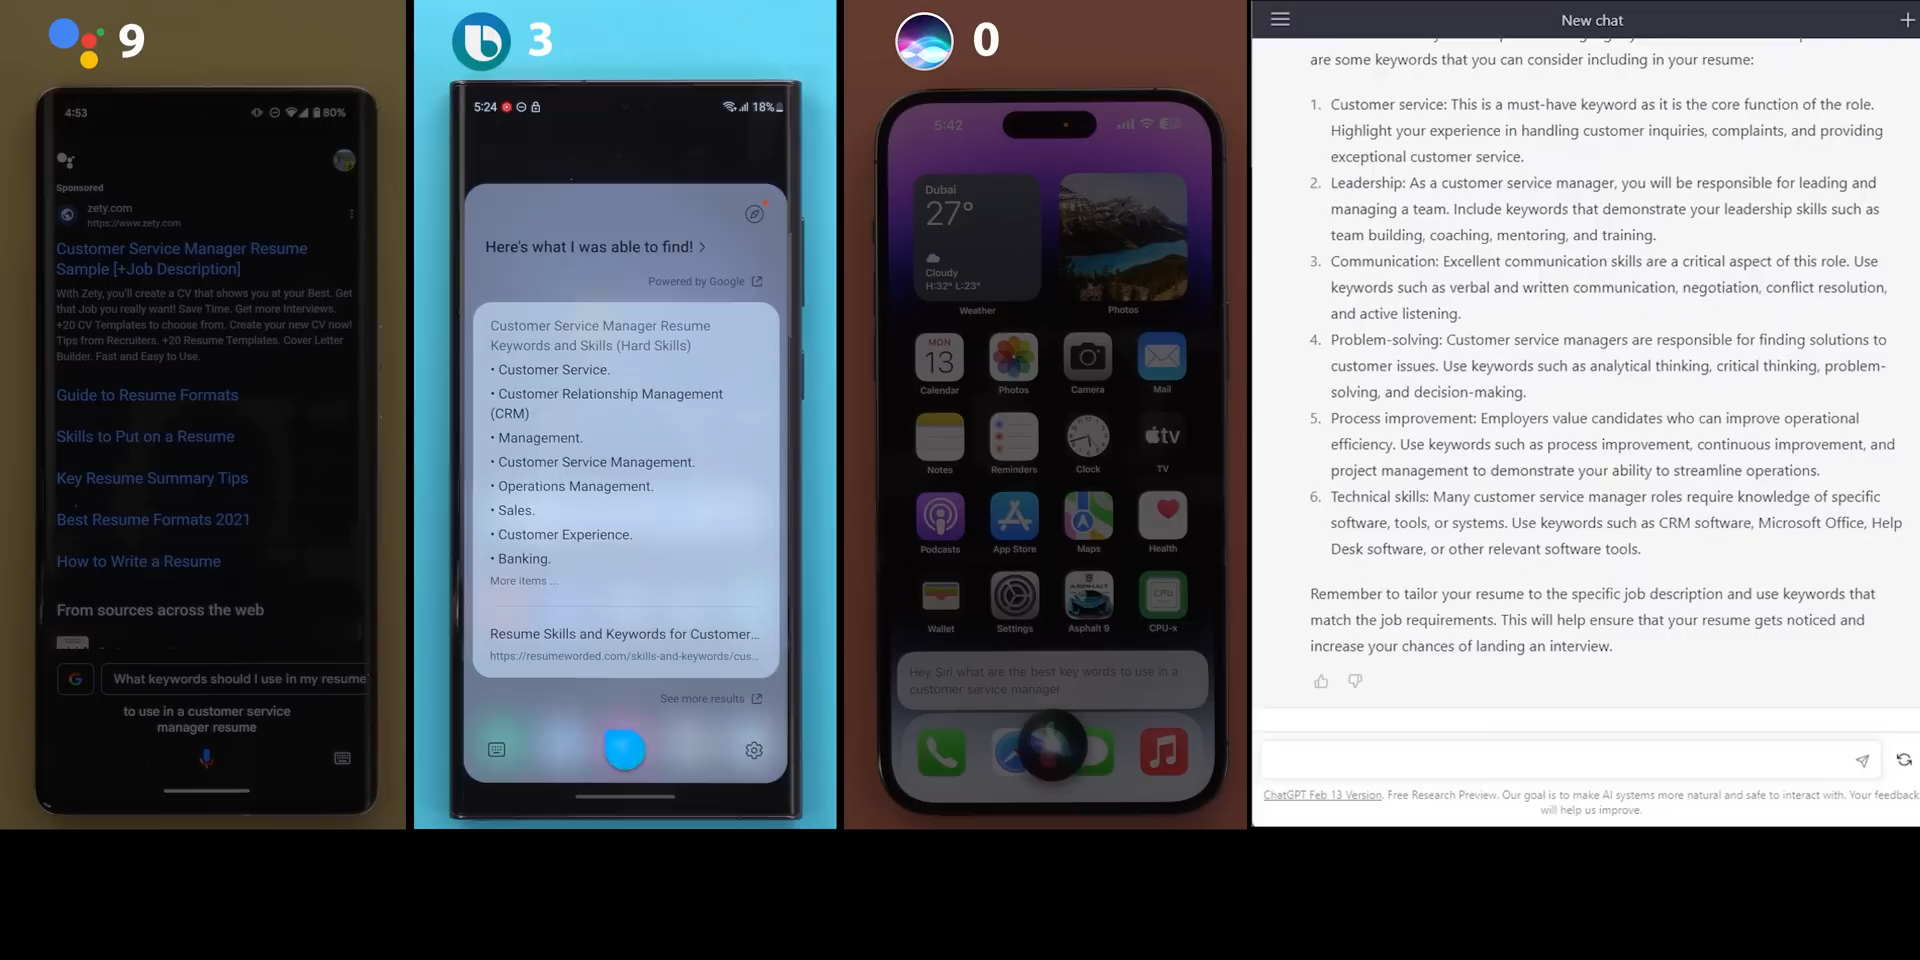 9
4:53
80%
Sponsored
zety.com
https://www.zety.com
Customer Service Manager Resume
Sample [+Job Description]
With Zety, you'll create a CV that shows you at your Best. Get
that Job you really want! Save Time. Get more Interviews.
+20 CV Templates to choose from. Create your new CV now!
Tips from Recruiters. +20 Resume Templates. Cover Letter
Builder. Fast and Easy to Use.
Guide to Resume Formats
Skills to Put on a Resume
Key Resume Summary Tips
Best Resume Formats 2021
How to Write a Resume
From sources across the web
What keywords should I use in my resume
to use in a customer service
manager resume
3
5:24
18%
Here's what I was able to find! >
Powered by Google
Customer Service Manager Resume
Keywords and Skills (Hard Skills)
• Customer Service.
• Customer Relationship Management
(CRM)
• Management.
• Customer Service Management.
• Operations Management.
• Sales.
• Customer Experience.
• Banking.
More items ...
Resume Skills and Keywords for Customer...
https://resumeworded.com/skills-and-keywords/cus...
See more results
0
5:42
Dubai
27°
Cloudy
H:32° L:23°
Weather
Photos
MON
13
Calendar
Photos
Camera
Mail
tv
Notes
Reminders
Clock
TV
Podcasts
App Store
Maps
Health
ASPHALT
CPU
Wallet
Settings
Asphalt 9
CPU-x
Hey Siri what are the best key words to use in a
customer service manager
New chat
are some keywords that you can consider including in your resume:
1. Customer service: This is a must-have keyword as it is the core function of the role.
Highlight your experience in handling customer inquiries, complaints, and providing
exceptional customer service.
2. Leadership: As a customer service manager, you will be responsible for leading and
managing a team. Include keywords that demonstrate your leadership skills such as
team building, coaching, mentoring, and training.
3. Communication: Excellent communication skills are a critical aspect of this role. Use
keywords such as verbal and written communication, negotiation, conflict resolution,
and active listening.
4. Problem-solving: Customer service managers are responsible for finding solutions to
customer issues. Use keywords such as analytical thinking, critical thinking, problem-
solving, and decision-making.
5. Process improvement: Employers value candidates who can improve operational
efficiency. Use keywords such as process improvement, continuous improvement, and
project management to demonstrate your ability to streamline operations.
6. Technical skills: Many customer service manager roles require knowledge of specific
software, tools, or systems. Use keywords such as CRM software, Microsoft Office, Help
Desk software, or other relevant software tools.
Remember to tailor your resume to the specific job description and use keywords that
match the job requirements. This will help ensure that your resume gets noticed and
increase your chances of landing an interview.
ChatGPT Feb 13 Version. Free Research Preview. Our goal is to make AI systems more natural and safe to interact with. Your feedback
will help us improve.